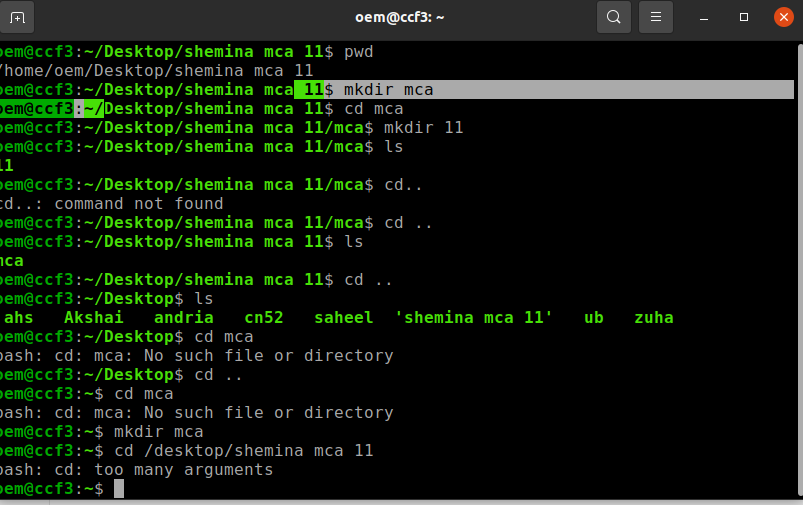 oem@ccf3: ~
oem@ccf3:~/Desktop/shemina mca 11$ pwd
/home/oem/Desktop/shemina mca 11
oem@ccf3:~/Desktop/shemina mca 11$ mkdir mca
oem@ccf3:~/Desktop/shemina mca 11$ cd mca
oem@ccf3:~/Desktop/shemina mca 11/mca$ mkdir 11
oem@ccf3:~/Desktop/shemina mca 11/mca$ ls
11
oem@ccf3:~/Desktop/shemina mca 11/mca$ cd..
cd..: command not found
oem@ccf3:~/Desktop/shemina mca 11/mca$ cd ..
oem@ccf3:~/Desktop/shemina mca 11$ ls
mca
oem@ccf3:~/Desktop/shemina mca 11$ cd ..
oem@ccf3:~/Desktop$ ls
ahs   Akshai   andria   cn52   saheel  'shemina mca 11'   ub   zuha
oem@ccf3:~/Desktop$ cd mca
bash: cd: mca: No such file or directory
oem@ccf3:~/Desktop$ cd ..
oem@ccf3:~$ cd mca
bash: cd: mca: No such file or directory
oem@ccf3:~$ mkdir mca
oem@ccf3:~$ cd /desktop/shemina mca 11
bash: cd: too many arguments
oem@ccf3:~$